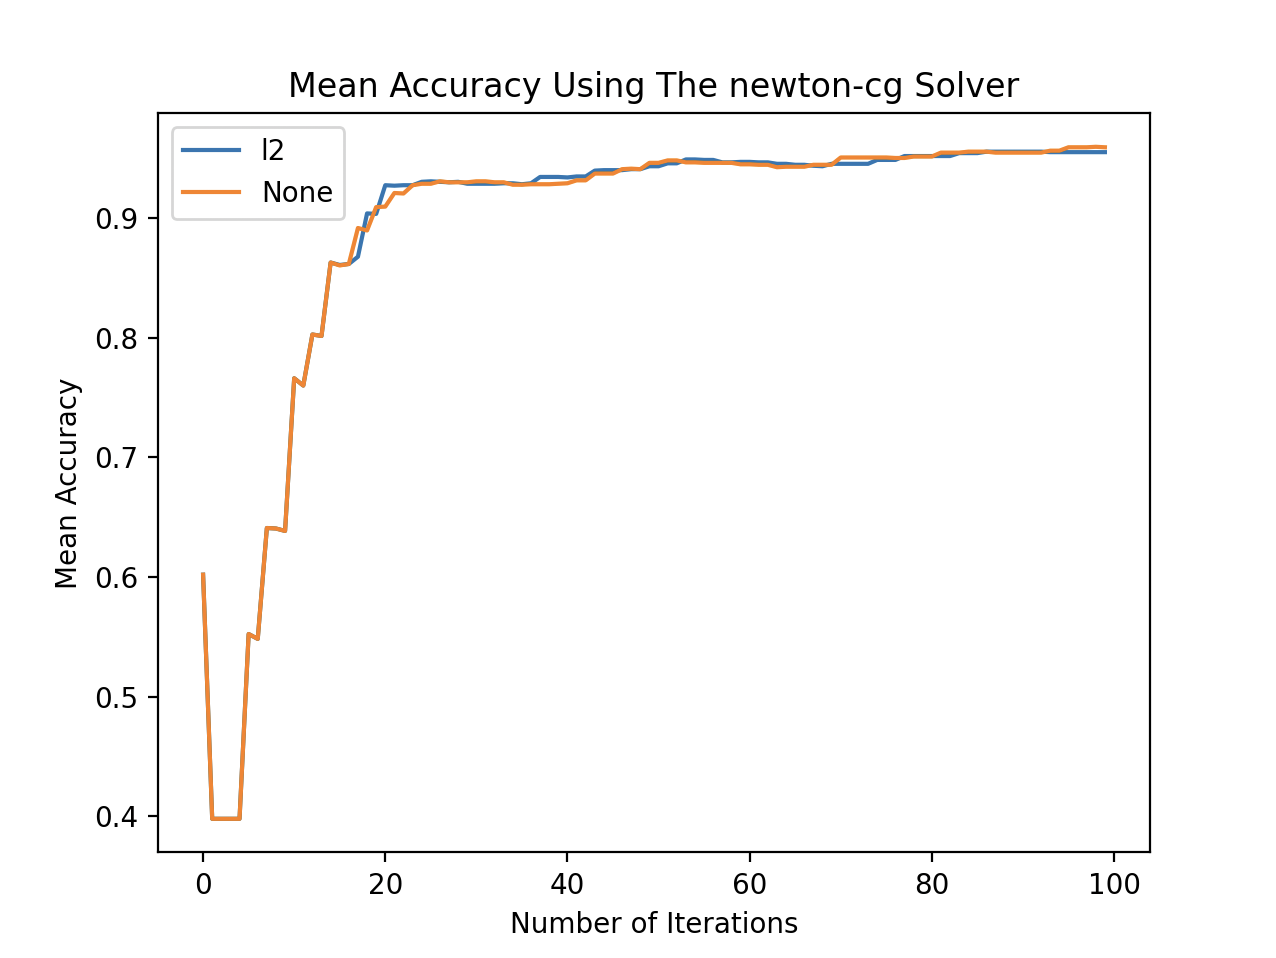 Mean Accuracy Using The newton-cg Solver
l2
None
0.9
0.8
0.7
0.6
0.5
0.4
Mean Accuracy
0 20 40 60 80 100
Number of Iterations